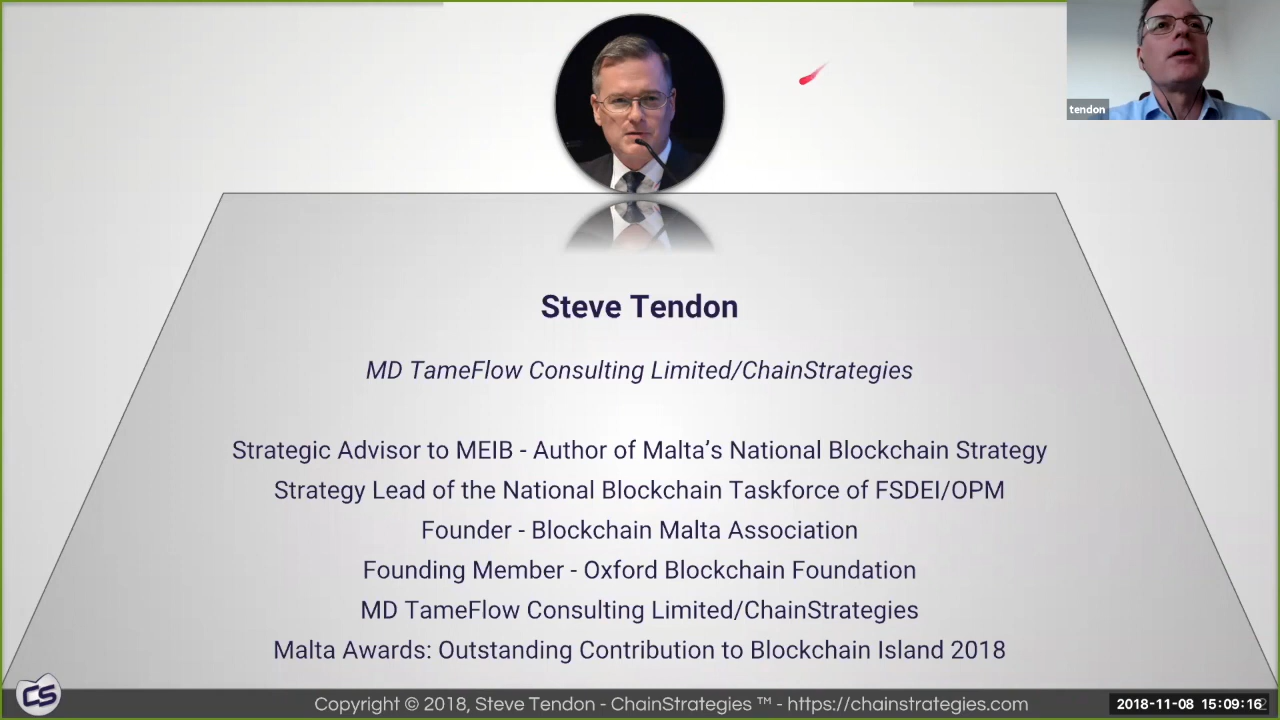 tendon
Steve Tendon
MD TameFlow Consulting Limited/ChainStrategies
Strategic Advisor to MEIB - Author of Malta's National Blockchain Strategy
Strategy Lead of the National Blockchain Taskforce of FSDEI/OPM
Founder - Blockchain Malta Association
Founding Member - Oxford Blockchain Foundation
MD TameFlow Consulting Limited/ChainStrategies
Malta Awards: Outstanding Contribution to Blockchain Island 2018
CS
Copyright © 2018, Steve Tendon - ChainStrategies ™ - https://chainstrategies.com
2018-11-08 15:09:16